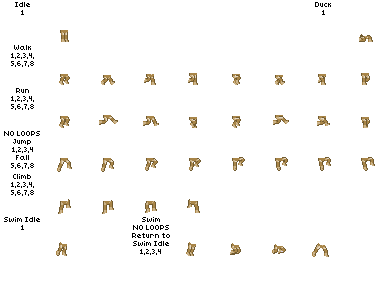 Idle
1
Duck
1
Walk
1,2,3,4,
5,6,7,8
Run
1,2,3,4,
5,6,7,8
NO LOOPS
Jump
1,2,3,4
Fall
5,6,7,8
Climb
1,2,3,4,
5,6,7,8
Swim Idle
1
Swim
NO LOOPS
Return to
Swim Idle
1,2,3,4